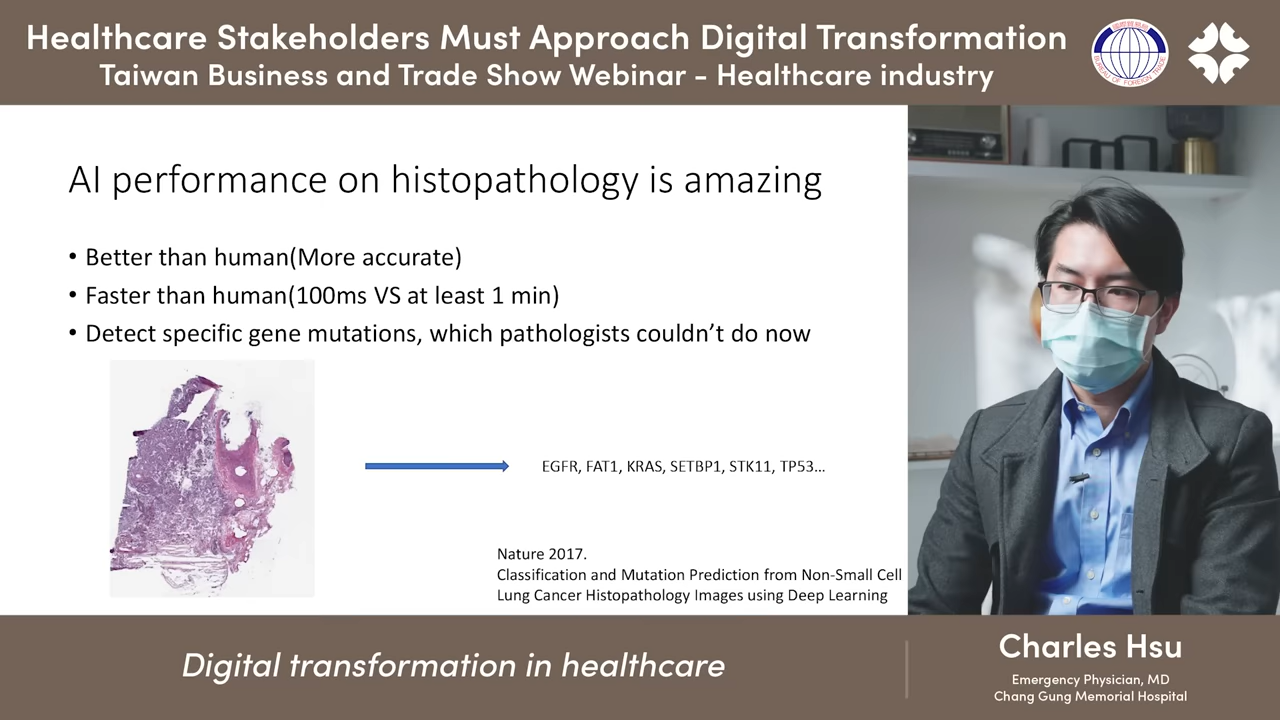 Healthcare Stakeholders Must Approach Digital Transformation
Taiwan Business and Trade Show Webinar - Healthcare industry
BUREAU OF FOREIGN TRADE
AI performance on histopathology is amazing
• Better than human(More accurate)
• Faster than human(100ms VS at least 1 min)
• Detect specific gene mutations, which pathologists couldn't do now
EGFR, FAT1, KRAS, SETBP1, STK11, TP53...
Nature 2017.
Classification and Mutation Prediction from Non-Small Cell
Lung Cancer Histopathology Images using Deep Learning
Digital transformation in healthcare
Charles Hsu
Emergency Physician, MD
Chang Gung Memorial Hospital